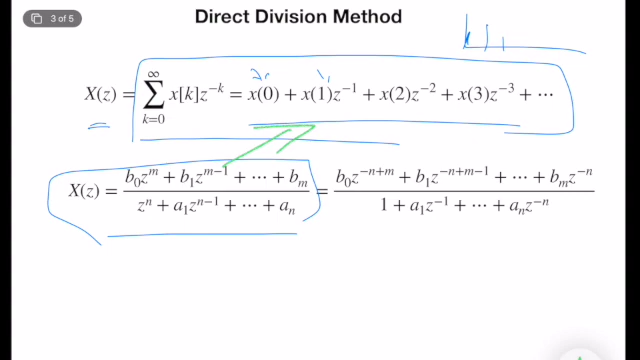 3 of 5
Direct Division Method
X(z) = ∑_{k=0}^{∞} x[k]z^{-k} = x(0) + x(1)z^{-1} + x(2)z^{-2} + x(3)z^{-3} + ⋯
X(z) = (b_0z^m + b_1z^{m-1} + ⋯ + b_m) / (z^n + a_1z^{n-1} + ⋯ + a_n) = (b_0z^{-n+m} + b_1z^{-n+m-1} + ⋯ + b_mz^{-n}) / (1 + a_1z^{-1} + ⋯ + a_nz^{-n})